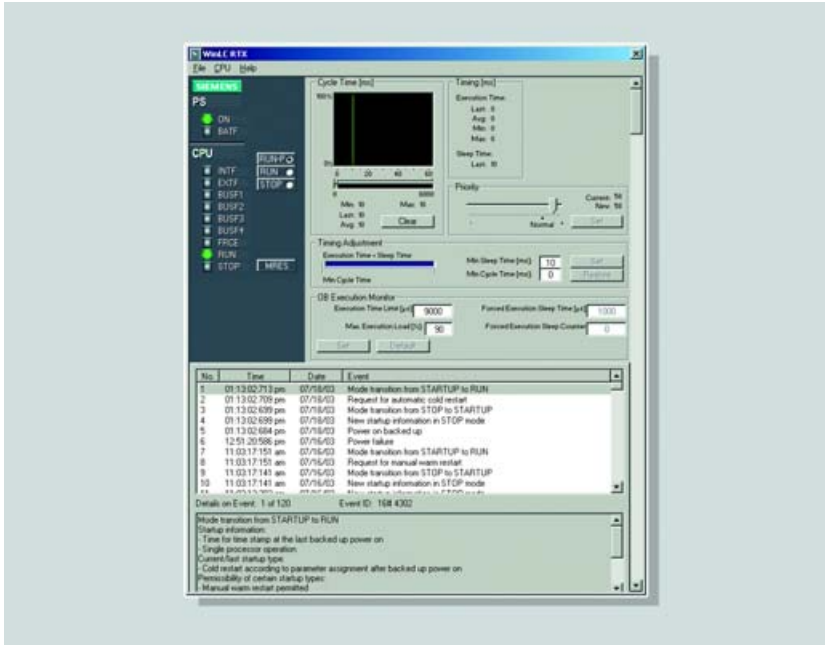 WinLC RTX
File CPU Help
SIEMENS
PS
ON
BATF
CPU
INTF
EXTF
BUSF1
BUSF2
BUSF3
BUSF4
FRCE
RUN
STOP
RUN-P
RUN
STOP
MRES
Cycle Time [ms]
100%
0%
0 20 40 60
0 6000
Min: 10 Max: 10
Last: 10
Avg: 10
Clear
Timing [ms]
Execution Time:
Last: 0
Avg: 0
Min: 0
Max: 6
Sleep Time:
Last: 10
Priority
Current:
New:
- Normal +
Set
Timing Adjustment
Execution Time + Sleep Time
Min Cycle Time
Min Sleep Time [ms]: 10 Set
Min Cycle Time [ms]: 0 Restore
OB Execution Monitor
Execution Time Limit [µs] 9000 Forced Execution Sleep Time [µs] 1000
Max. Execution Load [%] 90 Forced Execution Sleep Counter 0
Set Default
No. Time Date Event
1 01:13:02:713 pm 07/18/03 Mode transition from STARTUP to RUN
2 01:13:02:709 pm 07/18/03 Request for automatic cold restart
3 01:13:02:699 pm 07/18/03 Mode transition from STOP to STARTUP
4 01:13:02:699 pm 07/18/03 New startup information in STOP mode
5 01:13:02:684 pm 07/18/03 Power on backed up
6 12:51:20:586 pm 07/16/03 Power failure
7 11:03:17:151 am 07/16/03 Mode transition from STARTUP to RUN
8 11:03:17:151 am 07/16/03 Request for manual warm restart
9 11:03:17:141 am 07/16/03 Mode transition from STOP to STARTUP
10 11:03:17:141 am 07/16/03 New startup information in STOP mode
Details on Event: 1 of 120 Event ID: 16# 4302
Mode transition from STARTUP to RUN
Startup information:
- Time for time stamp at the last backed up power on
- Single processor operation
Current/last startup type:
- Cold restart according to parameter assignment after backed up power on
Permissibility of certain startup types:
- Manual warm restart permitted